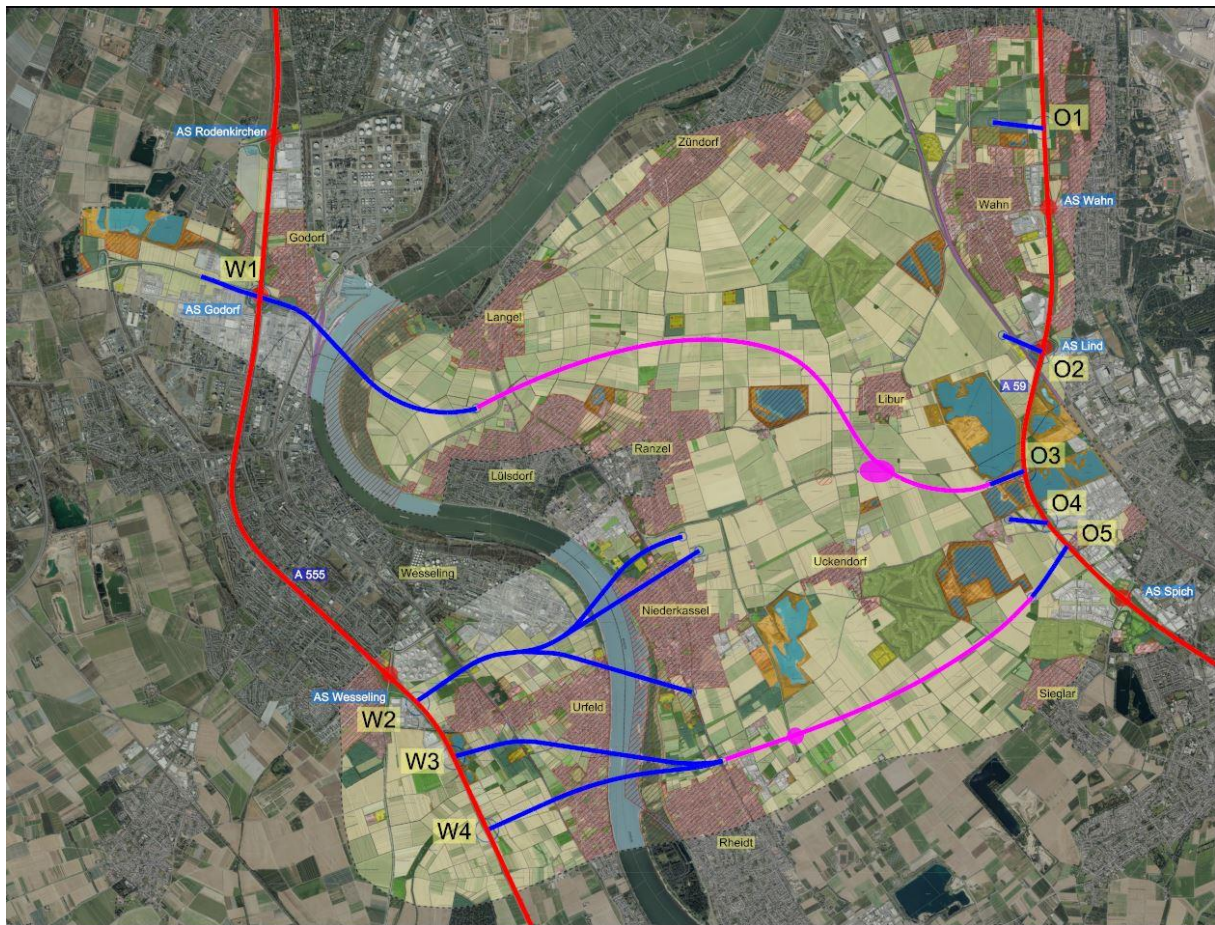 O1
AS Rodenkirchen
Zündorf
Wahn
AS Wahn
Godorf
W1
AS Godorf
Langel
AS Lind
O2
A 59
Libur
Ranzel
O3
Lülsdorf
O4
O5
Wesseling
Uckendorf
A 555
AS Spich
Niederkassel
AS Wesseling
Sieglar
W2
Urfeld
W3
W4
Rheidt